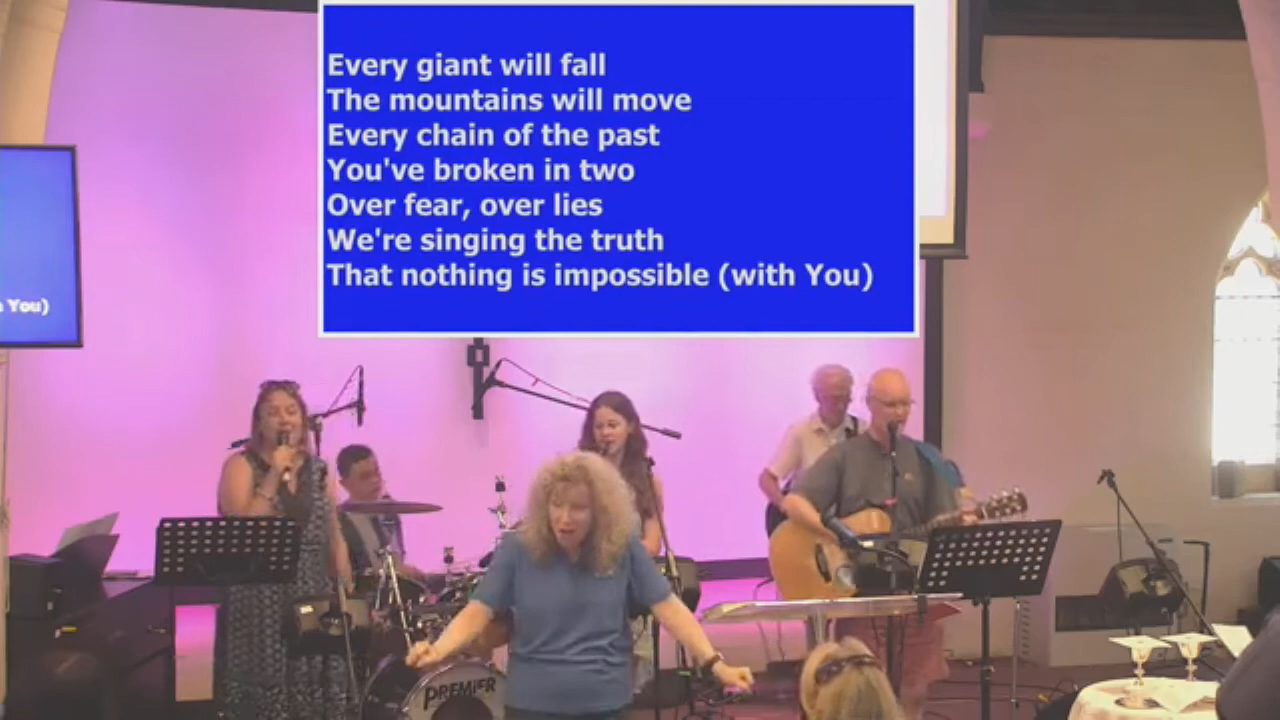 Every giant will fall
The mountains will move
Every chain of the past
You've broken in two
Over fear, over lies
We're singing the truth
That nothing is impossible (with You)
You)
PREMIER